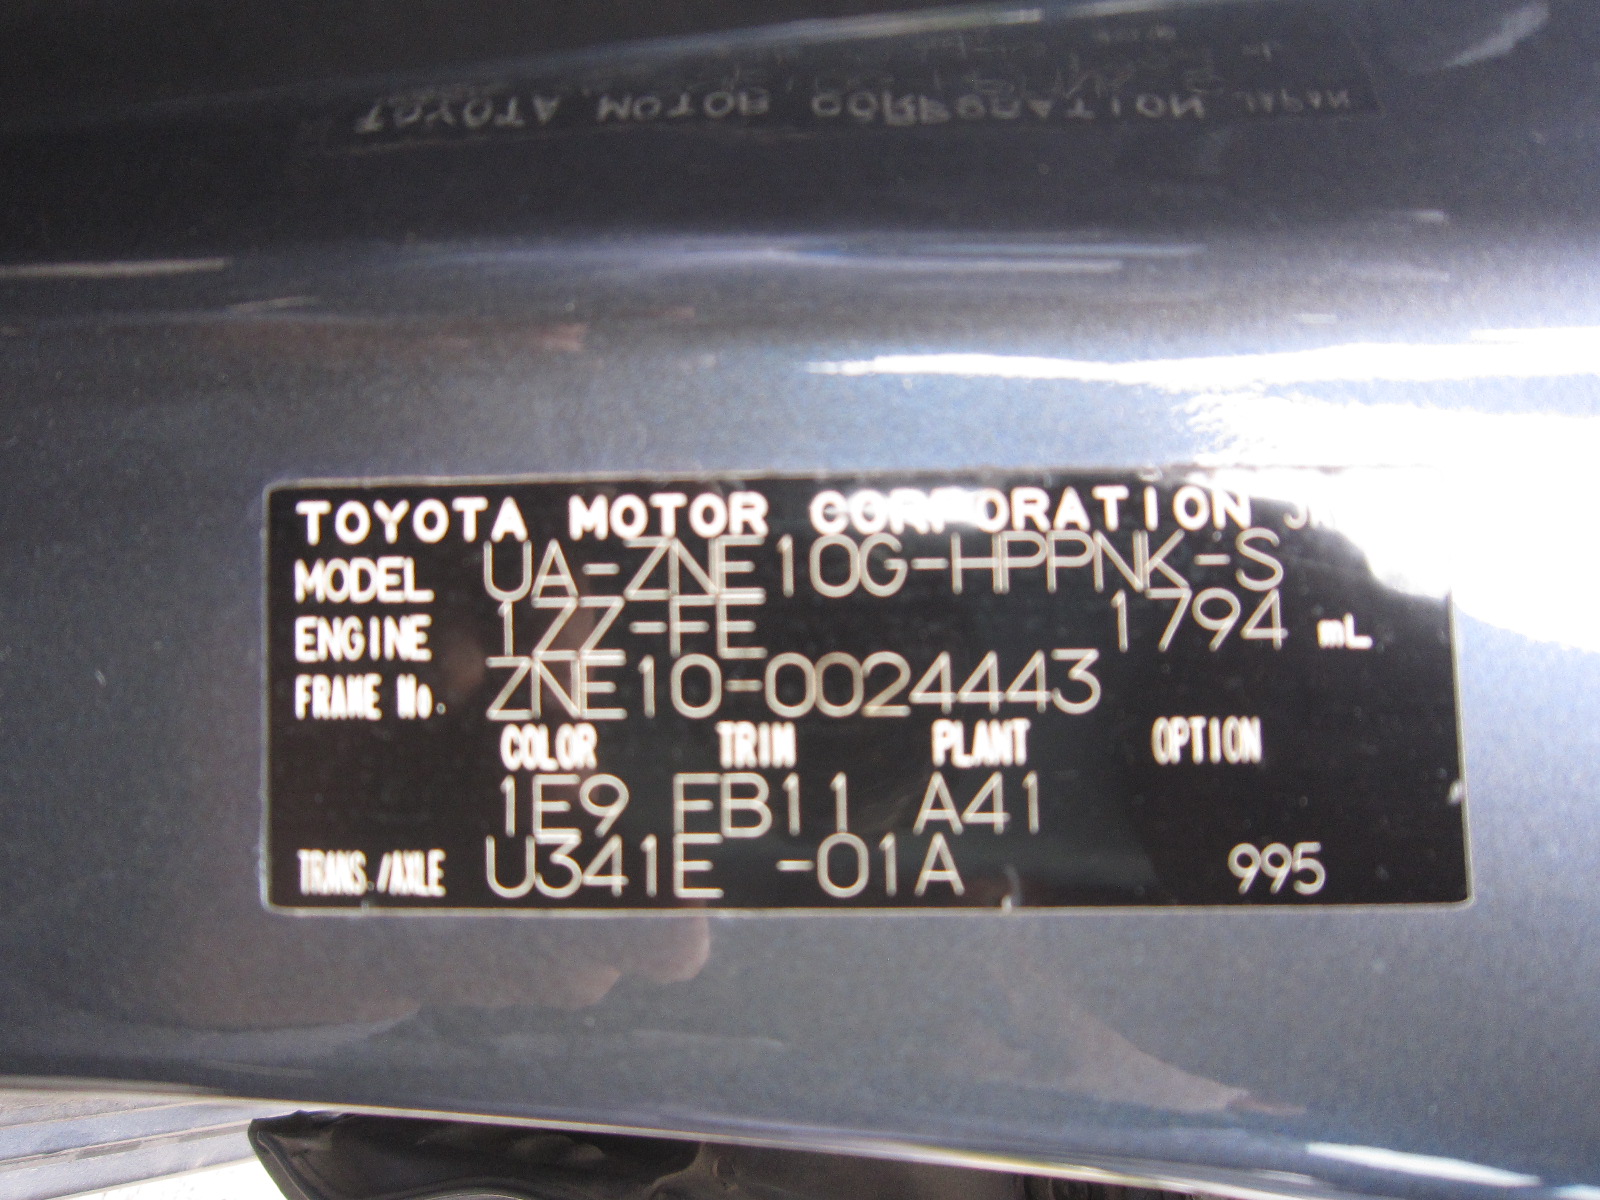 TOYOTA MOTOR CORPORATION
MODEL UA-ZNE10G-HPPNK-S
ENGINE 1ZZ-FE 1794 mL
FRAME No. ZNE10-0024443
COLOR TRIM PLANT OPTION
1E9 FB11 A41
TRANS./AXLE U341E -01A 995